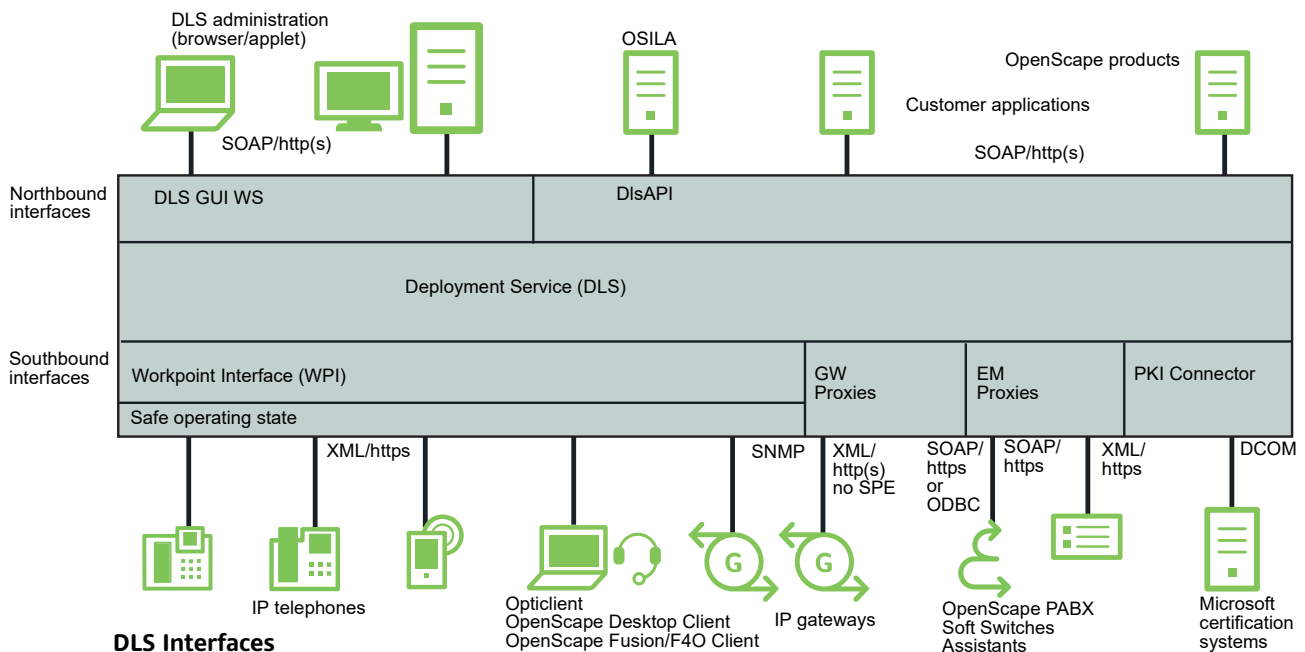 DLS administration
(browser/applet)
OSILA
OpenScape products
Customer applications
SOAP/http(s)
SOAP/http(s)
Northbound
interfaces
DLS GUI WS
DlsAPI
Deployment Service (DLS)
Southbound
interfaces
Workpoint Interface (WPI)
GW
Proxies
EM
Proxies
PKI Connector
Safe operating state
XML/https
SNMP
XML/
http(s)
no SPE
SOAP/
https
or
ODBC
SOAP/
https
XML/
https
DCOM
G
G
IP telephones
Opticlient
OpenScape Desktop Client
OpenScape Fusion/F4O Client
IP gateways
OpenScape PABX
Soft Switches
Assistants
Microsoft
certification
systems
DLS Interfaces